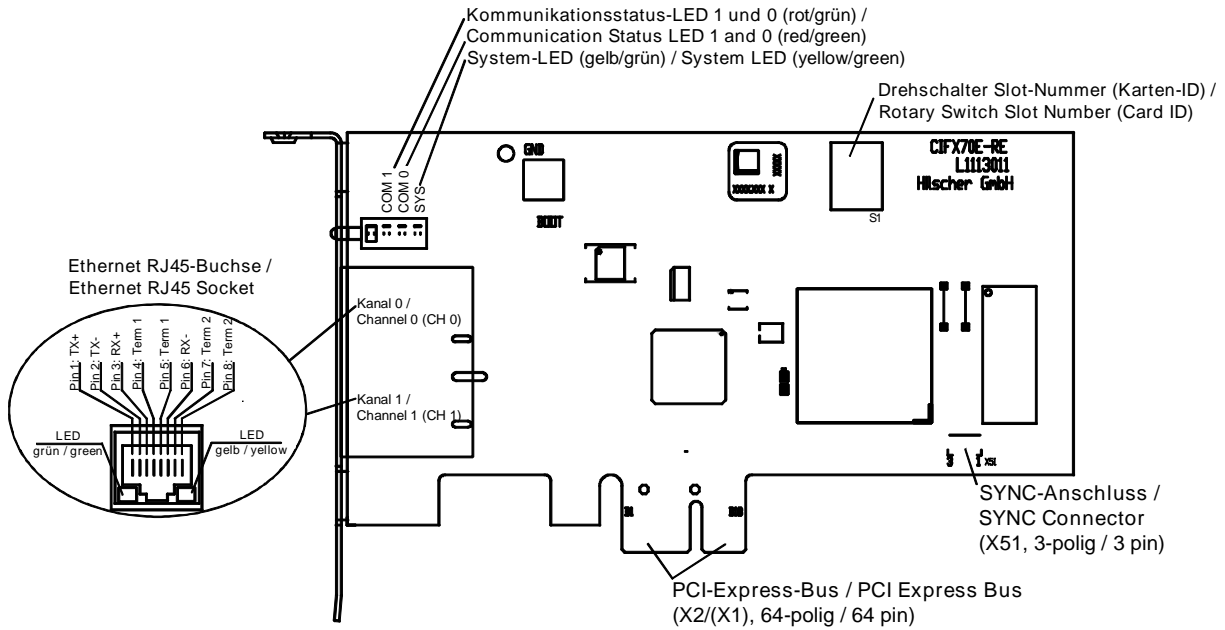 Kommunikationsstatus-LED 1 und 0 (rot/grün) /
Communication Status LED 1 and 0 (red/green)
System-LED (gelb/grün) / System LED (yellow/green)
Drehschalter Slot-Nummer (Karten-ID) /
Rotary Switch Slot Number (Card ID)
COM 1
COM 0
SYS
GND
BOOT
XXXX
XXXXXXX X
S1
CIFX70E-RE
L1113011
Hilscher GmbH
Ethernet RJ45-Buchse /
Ethernet RJ45 Socket
Pin 1: TX+
Pin 2: TX-
Pin 3: RX+
Pin 4: Term 1
Pin 5: Term 1
Pin 6: RX-
Pin 7: Term 2
Pin 8: Term 2
LED
grün / green
LED
gelb / yellow
Kanal 0 /
Channel 0 (CH 0)
Kanal 1 /
Channel 1 (CH 1)
3
1
X51
SYNC-Anschluss /
SYNC Connector
(X51, 3-polig / 3 pin)
B1
PCI-Express-Bus / PCI Express Bus
(X2/(X1), 64-polig / 64 pin)